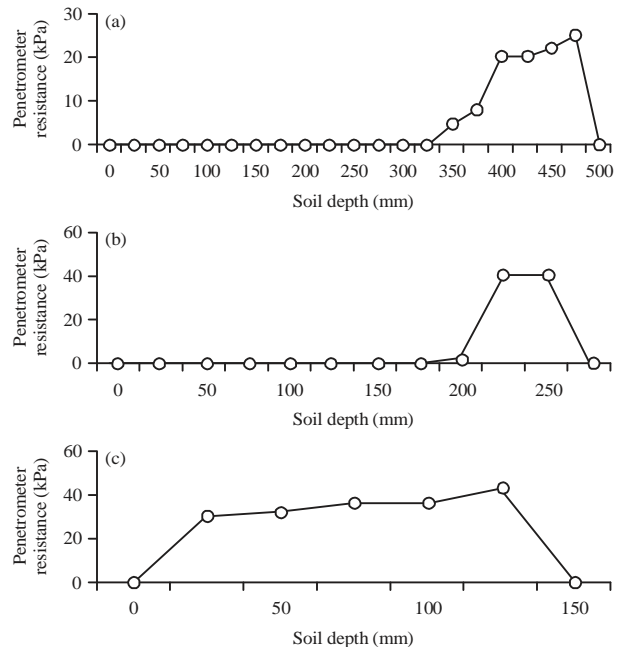 (a)
Penetrometer
resistance (kPa)
30
20
10
0
0 50 100 150 200 250 300 350 400 450 500
Soil depth (mm)
(b)
Penetrometer
resistance (kPa)
60
40
20
0
0 50 100 150 200 250
Soil depth (mm)
(c)
Penetrometer
resistance (kPa)
60
40
20
0
0 50 100 150
Soil depth (mm)